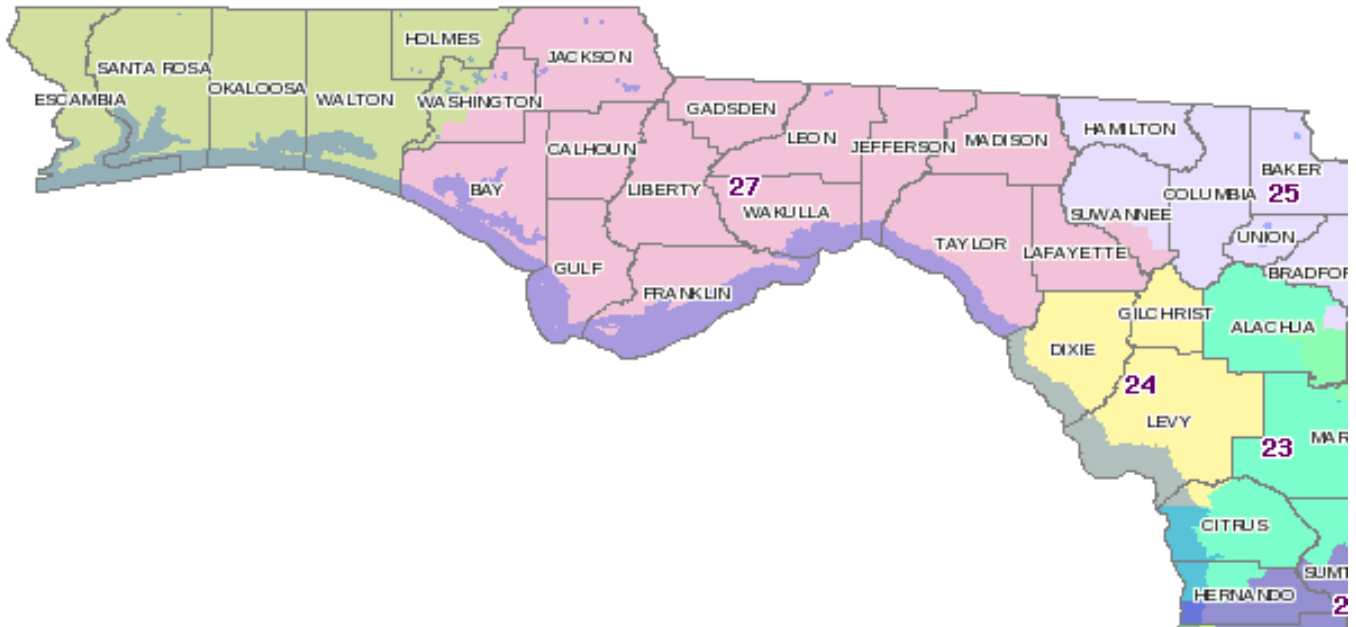 HOLMES
JACKSON
SANTA ROSA
ESCAMBIA
OKALOOSA
WALTON
WASHINGTON
GADSDEN
LEON
JEFFERSON
MADISON
HAMILTON
CALHOUN
BAY
LIBERTY
27
WAKULLA
COLUMBIA
BAKER
25
SUWANNEE
UNION
TAYLOR
LAFAYETTE
GULF
FRANKLIN
BRADFOR
GILCHRIST
ALACHUA
DIXIE
24
LEVY
23
MAR
CITRUS
SUMT
HERNANDO
2